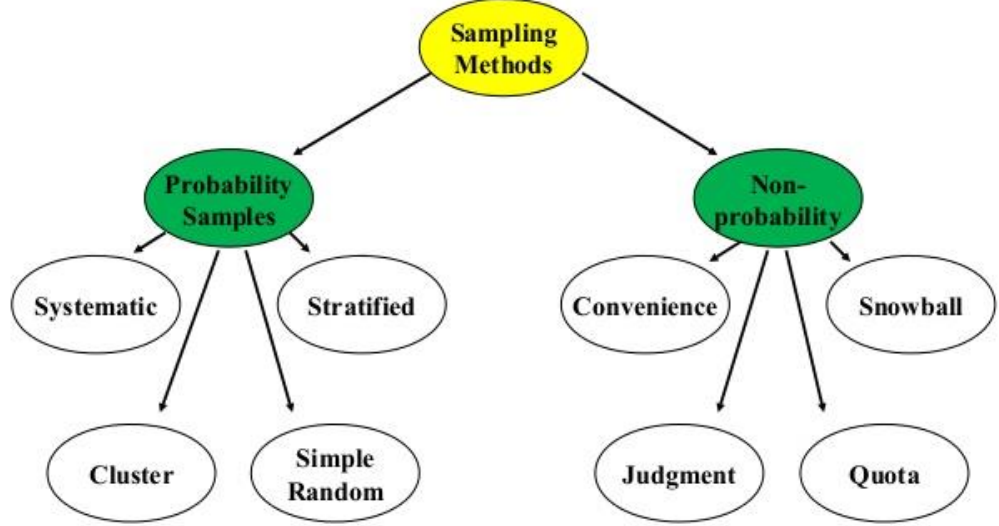 Sampling
Methods
Probability
Samples
Non-
probability
Systematic
Stratified
Convenience
Snowball
Cluster
Simple
Random
Judgment
Quota